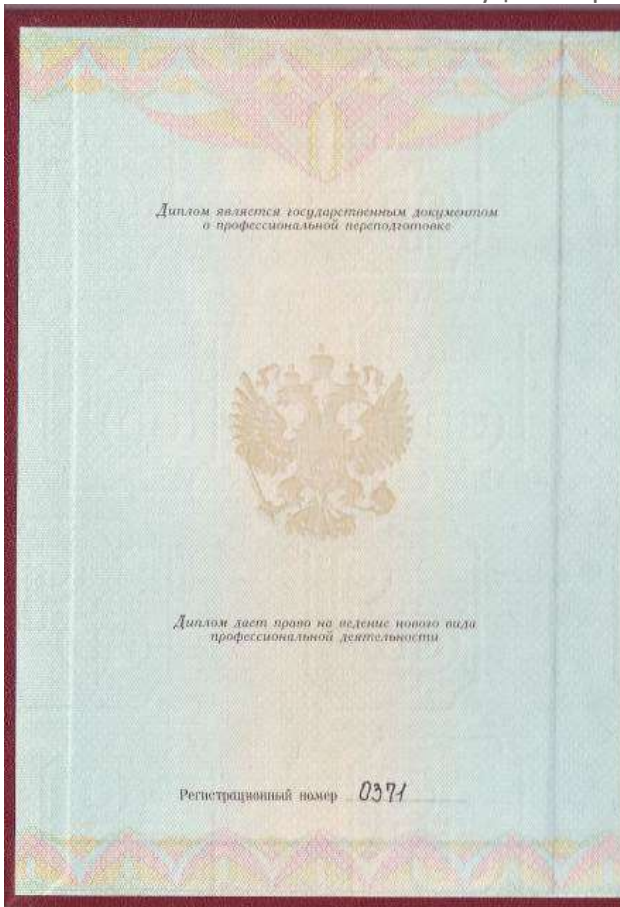 Диплом является государственным документом
о профессиональной переподготовке
Диплом дает право на ведение нового вида
профессиональной деятельности
Регистрационный номер 0371